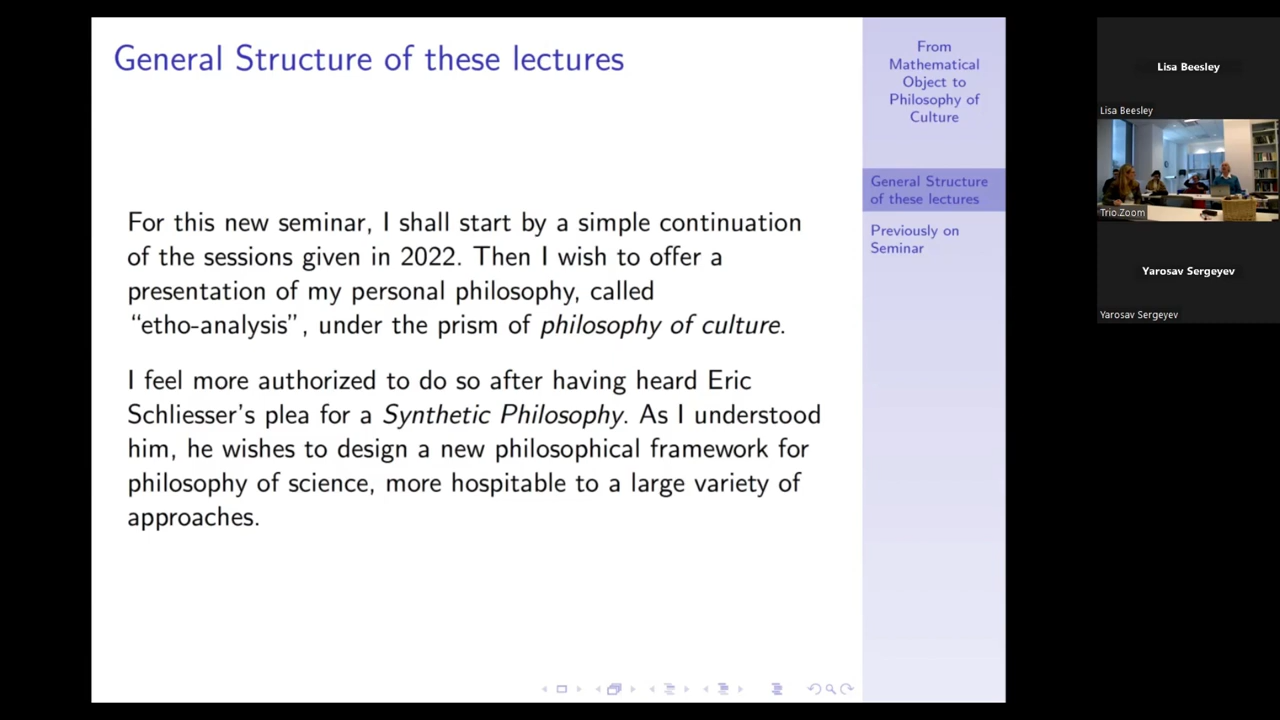 General Structure of these lectures
For this new seminar, I shall start by a simple continuation
of the sessions given in 2022. Then I wish to offer a
presentation of my personal philosophy, called
“etho-analysis”, under the prism of philosophy of culture.
I feel more authorized to do so after having heard Eric
Schliesser’s plea for a Synthetic Philosophy. As I understood
him, he wishes to design a new philosophical framework for
philosophy of science, more hospitable to a large variety of
approaches.
From
Mathematical
Object to
Philosophy of
Culture
General Structure
of these lectures
Previously on
Seminar
Lisa Beesley
Lisa Beesley
Trio.Zoom
Yarosav Sergeyev
Yarosav Sergeyev